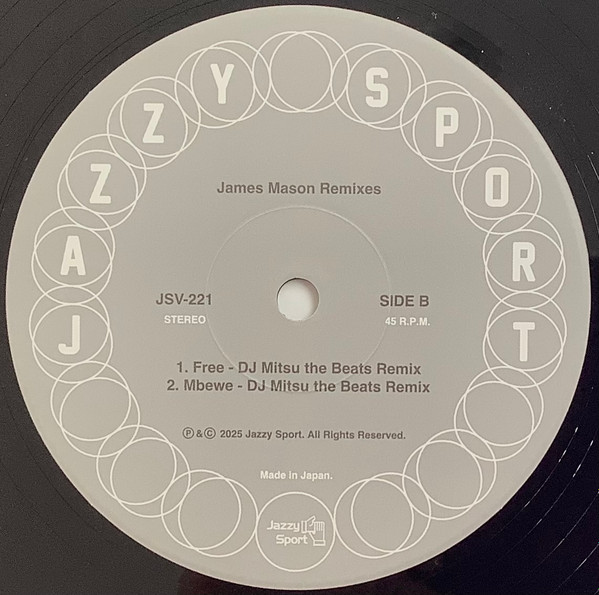 JAZZY SPORT
James Mason Remixes
JSV-221
SIDE B
STEREO
45 R.P.M.
1. Free - DJ Mitsu the Beats Remix
2. Mbewe - DJ Mitsu the Beats Remix
Ⓟ & Ⓒ 2025 Jazzy Sport. All Rights Reserved.
Made in Japan.
Jazzy
Sport